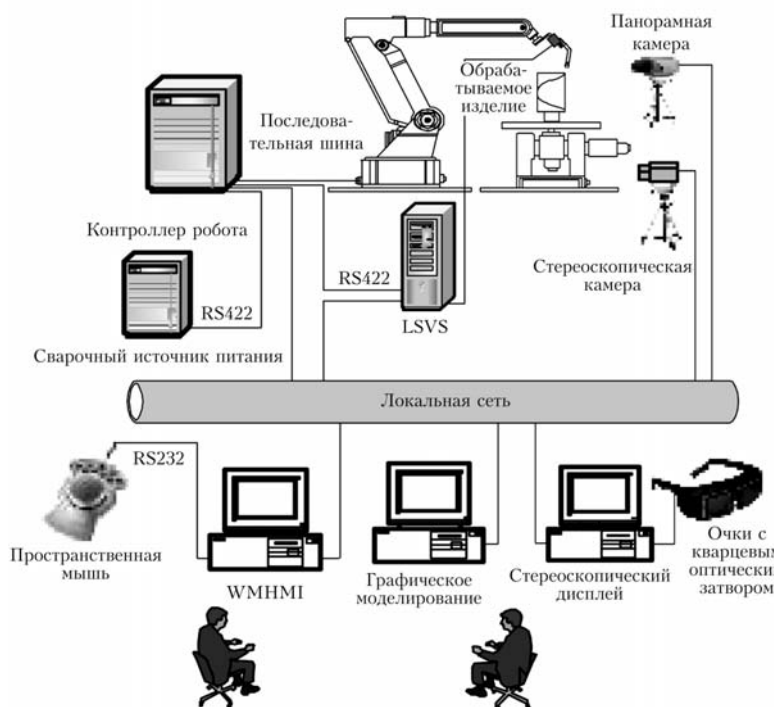 Панорамная
камера
Обраба-
тываемое
изделие
Последова-
тельная шина
Контроллер робота
RS422
RS422
LSVS
Стереоскопическая
камера
Сварочный источник питания
Локальная сеть
RS232
Пространственная
мышь
WMHMI
Графическое
моделирование
Стереоскопический
дисплей
Очки с
кварцевым
оптически
затвором